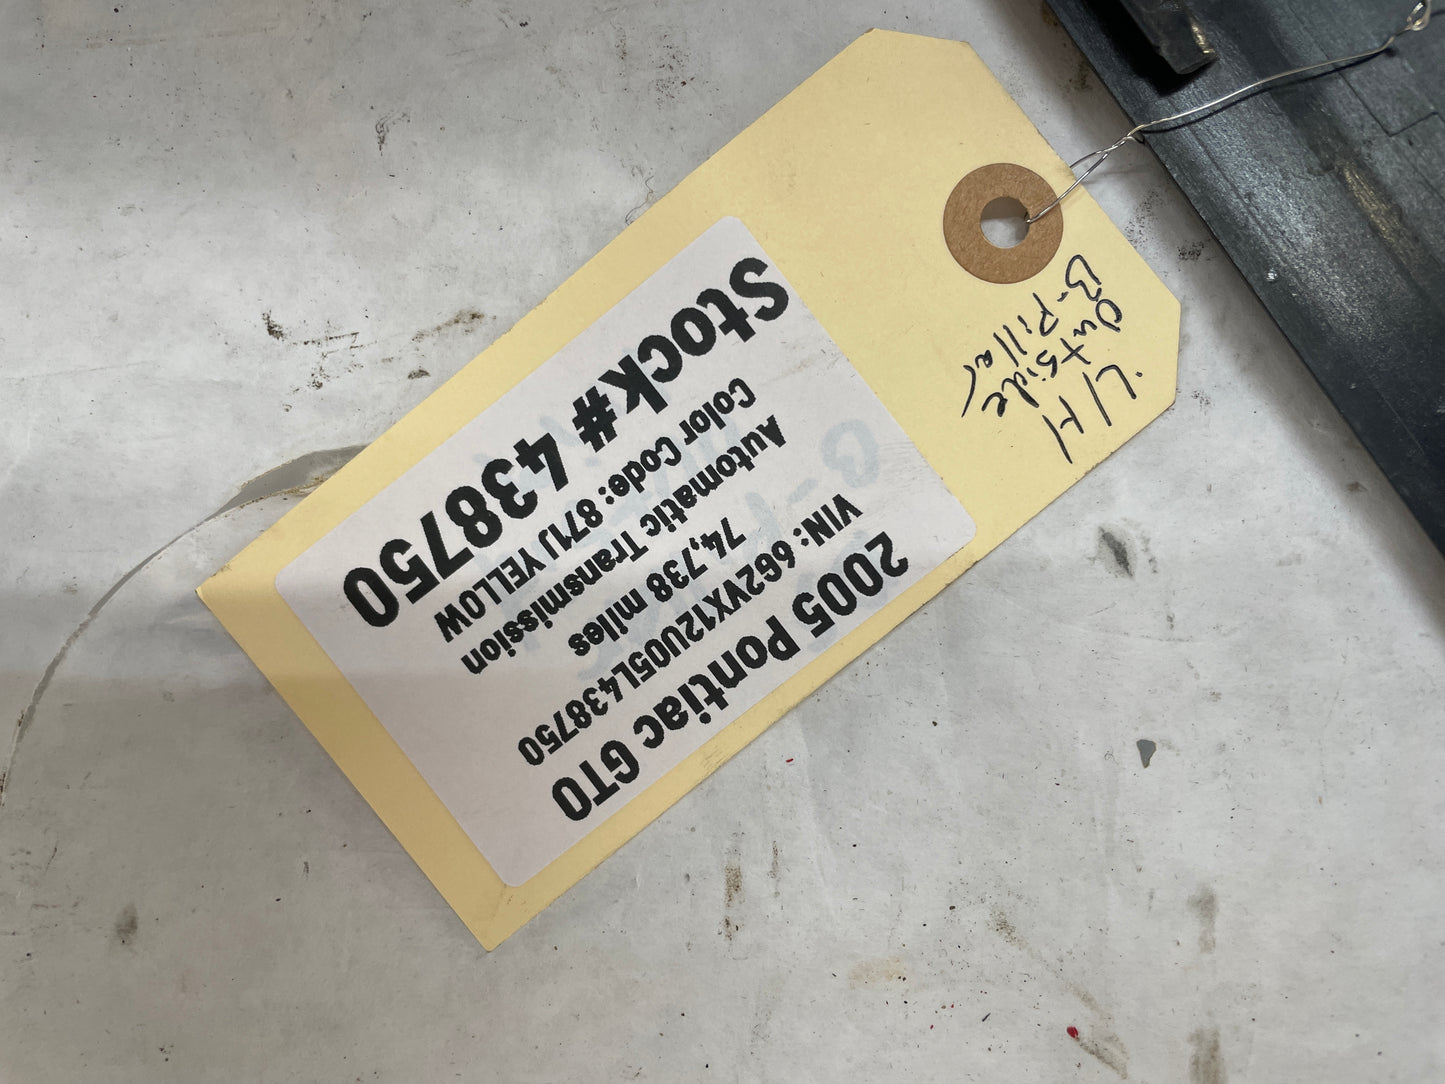 L/H
Outside
B-Pillar
2005 Pontiac GTO
VIN: 6G2VX12U05L438750
74,738 miles
Automatic Transmission
Color Code: 871J YELLOW
Stock# 438750